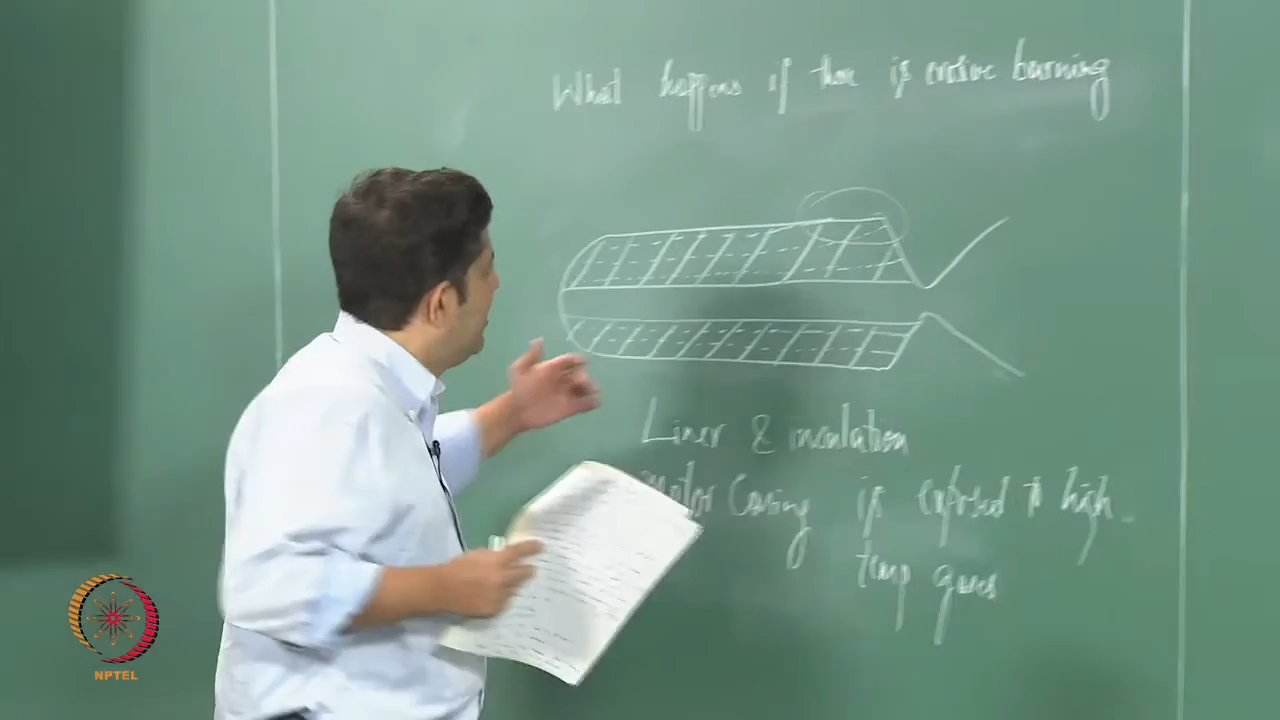 What happens if there is erosive burning
Liner & insulation
motor Casing is exposed to high
temp gases
NPTEL